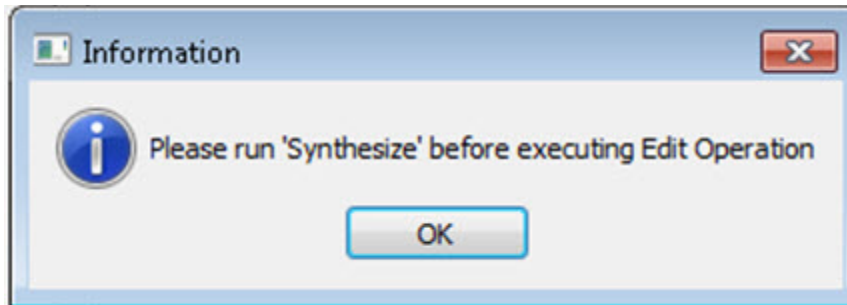 Information
Please run 'Synthesize' before executing Edit Operation
OK